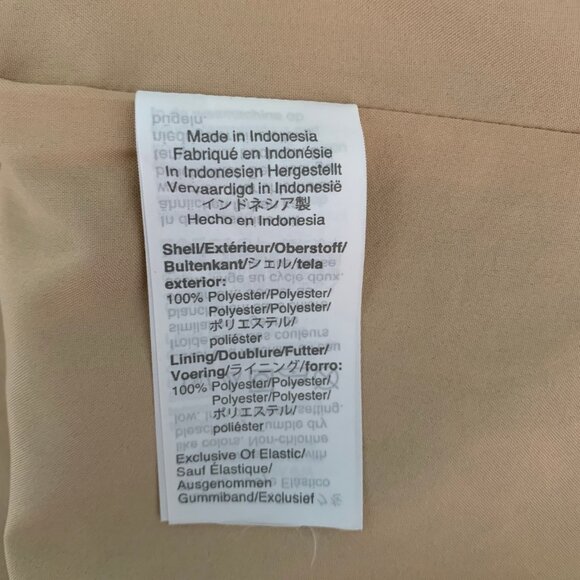 Made in Indonesia
Fabriqué en Indonésie
In Indonesien Hergestellt
Vervaardigd in Indonesië
インドネシア製
Hecho en Indonesia
Shell/Extérieur/Oberstoff/
Buitenkant/シェル/tela
exterior:
100% Polyester/Polyester/
Polyester/Polyester/
ポリエステル/
poliéster
Lining/Doublure/Futter/
Voering/ライニング/forro:
100% Polyester/Polyester/
Polyester/Polyester/
ポリエステル/
poliéster
Exclusive Of Elastic/
Sauf Élastique/
Ausgenommen
Gummiband/Exclusief